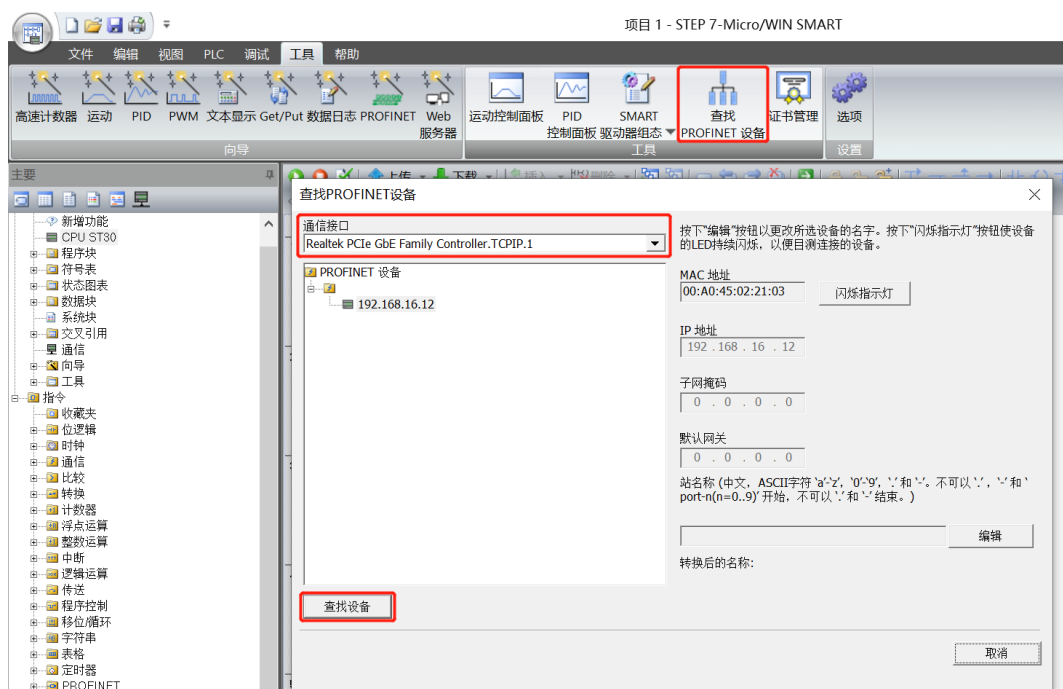 项目 1 - STEP 7-Micro/WIN SMART
文件 编辑 视图 PLC 调试 工具 帮助
高速计数器 运动 PID PWM 文本显示 Get/Put 数据日志 PROFINET Web 服务器
向导
运动控制面板 PID 控制面板 SMART 驱动器组态 查找 PROFINET 设备 证书管理
工具
选项
设置
主要
上传 下载 插入 删除
新增功能
CPU ST30
程序块
符号表
状态图表
数据块
系统块
交叉引用
通信
向导
工具
指令
收藏夹
位逻辑
时钟
通信
比较
转换
计数器
浮点运算
整数运算
中断
逻辑运算
传送
程序控制
移位/循环
字符串
表格
定时器
PROFINET
查找PROFINET设备
通信接口
Realtek PCIe GbE Family Controller.TCPIP.1
PROFINET 设备
192.168.16.12
查找设备
按下"编辑"按钮以更改所选设备的名字。按下"闪烁指示灯"按钮使设
备的LED持续闪烁，以便目测连接的设备。
MAC 地址
00:A0:45:02:21:03
闪烁指示灯
IP 地址
192 . 168 . 16 . 12
子网掩码
0 . 0 . 0 . 0
默认网关
0 . 0 . 0 . 0
站名称 (中文，ASCII字符 `a'-`z', `0'-`9', `.' 和 `-'。不可以 `.' , `-' 和 `
port-n(n=0..9)' 开始，不可以 `.' 和 `-' 结束。)
编辑
转换后的名称:
取消